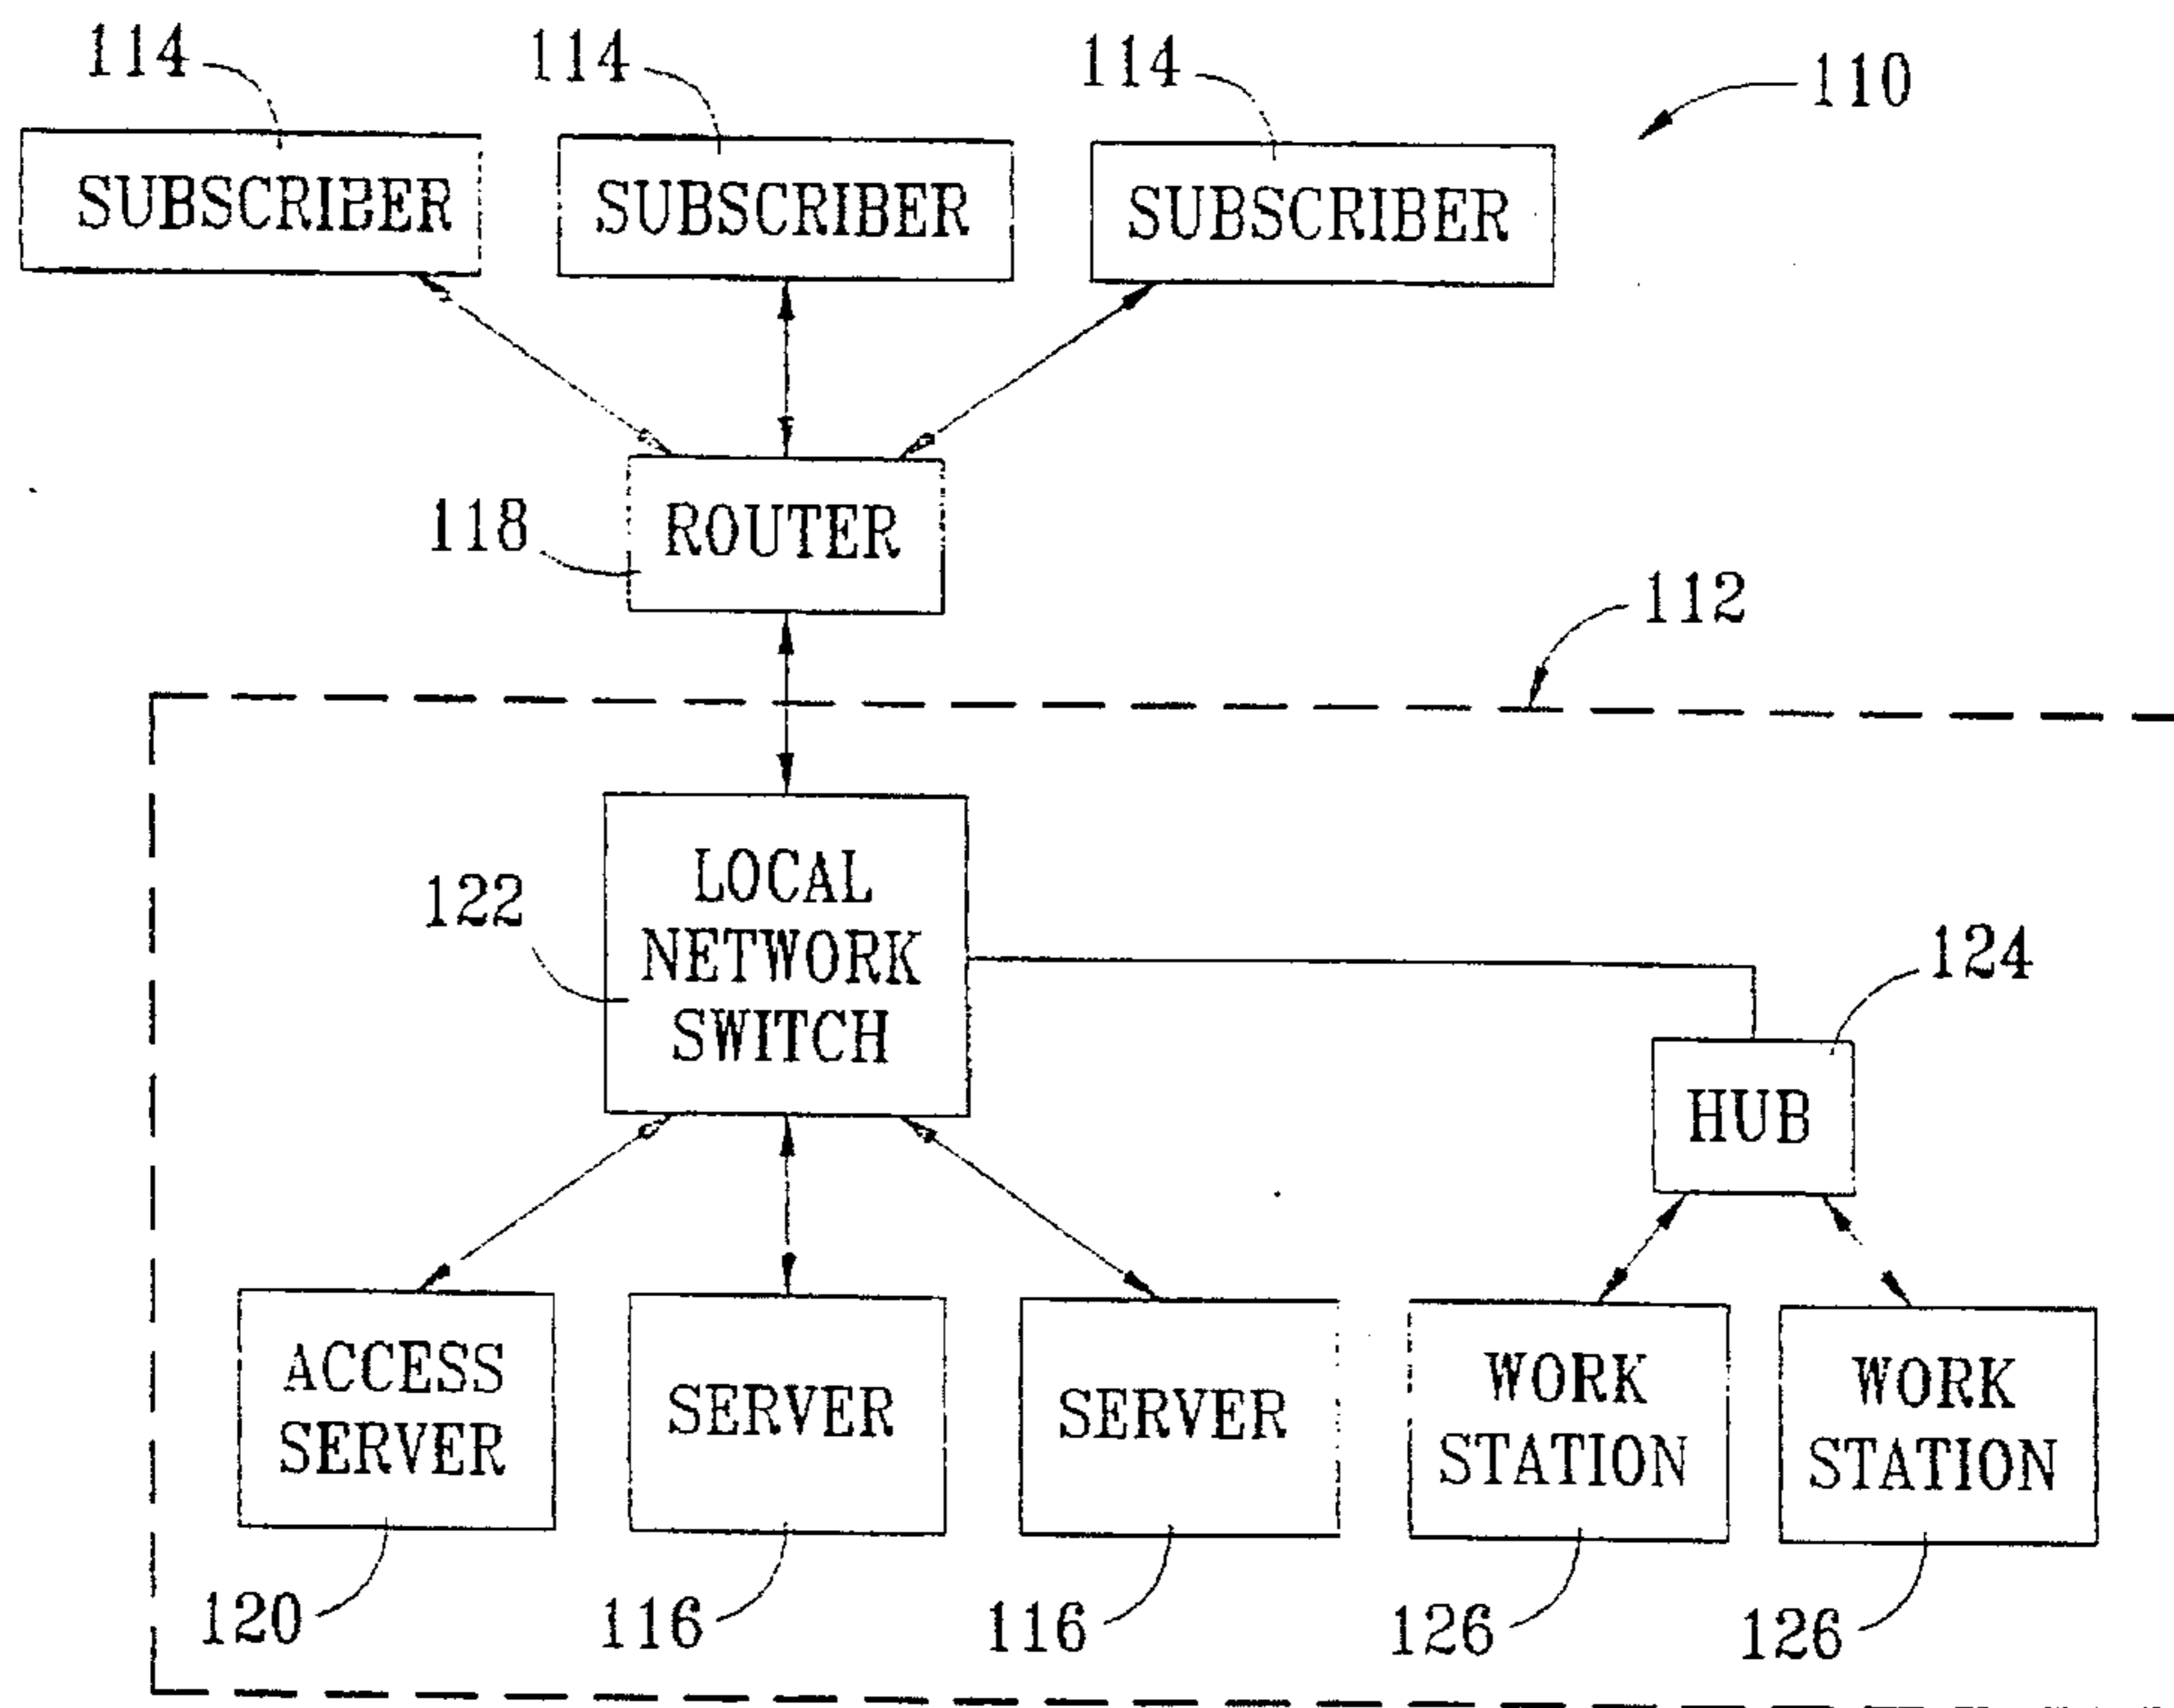 114
114
114
110
SUBSCRIBER
SUBSCRIBER
SUBSCRIBER
118
ROUTER
112
122
LOCAL
NETWORK
SWITCH
124
HUB
ACCESS
SERVER
SERVER
SERVER
WORK
STATION
WORK
STATION
120
116
116
126
126